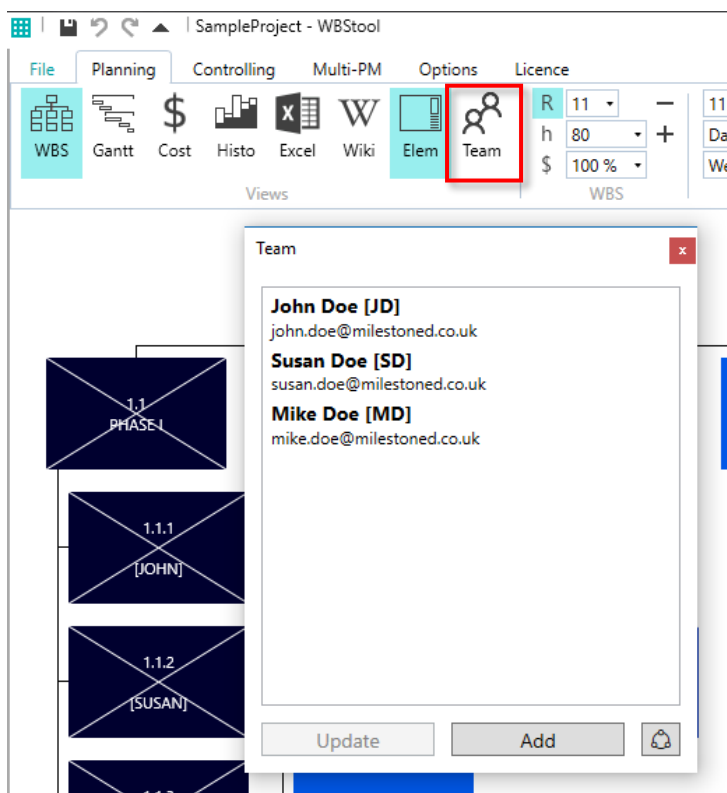 SampleProject - WBStool
File Planning Controlling Multi-PM Options Licence
WBS Gantt Cost Histo Excel Wiki Elem Team
R 11
h 80
$ 100 %
11
Da
We
Views WBS
Team
x
John Doe [JD]
john.doe@milestoned.co.uk
Susan Doe [SD]
susan.doe@milestoned.co.uk
Mike Doe [MD]
mike.doe@milestoned.co.uk
Update Add
1.1
PHASE I
1.1.1
[JOHN]
1.1.2
[SUSAN]